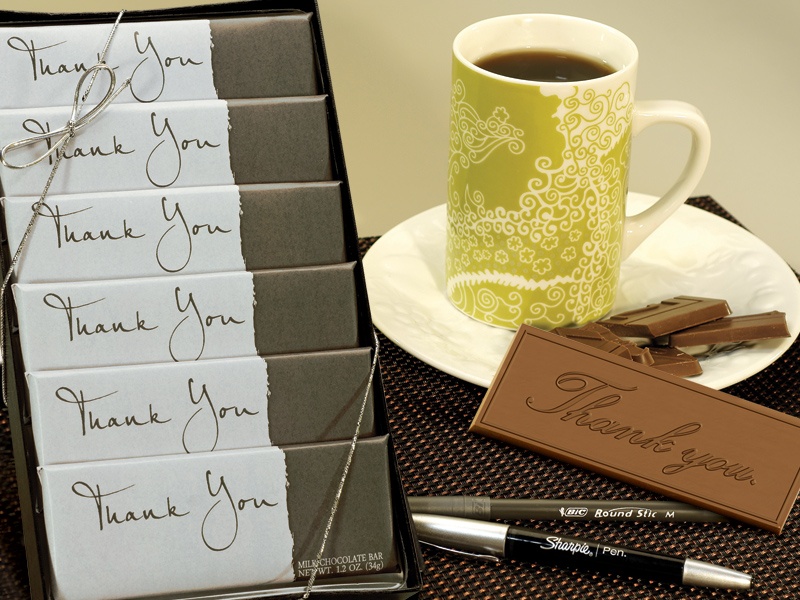 Thank You
Thank You
Thank You
Thank You
Thank You
Thank You
MILK CHOCOLATE BAR
NET WT. 1.2 OZ. (34g)
Thank you.
BIC Round Stic M
Sharpie. Pen.